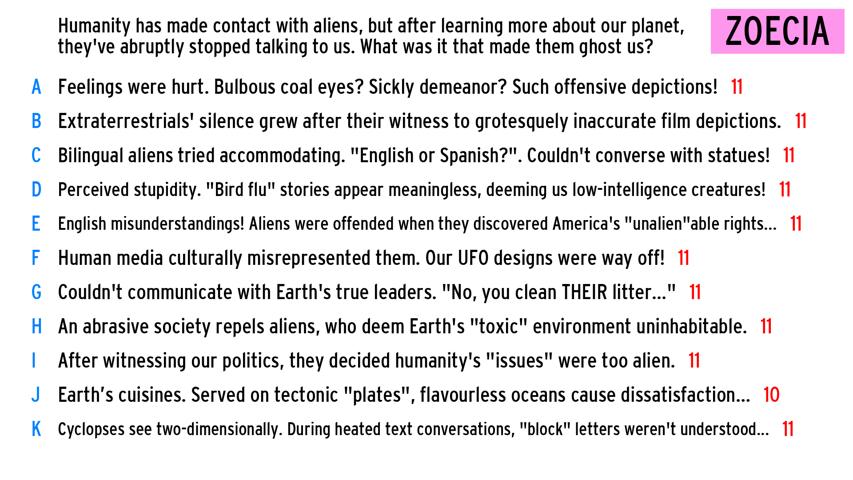 Humanity has made contact with aliens, but after learning more about our planet,
they've abruptly stopped talking to us. What was it that made them ghost us?
ZOECIA
A Feelings were hurt. Bulbous coal eyes? Sickly demeanor? Such offensive depictions! 11
B Extraterrestrials' silence grew after their witness to grotesquely inaccurate film depictions. 11
C Bilingual aliens tried accommodating. "English or Spanish?". Couldn't converse with statues! 11
D Perceived stupidity. "Bird flu" stories appear meaningless, deeming us low-intelligence creatures! 11
E English misunderstandings! Aliens were offended when they discovered America's "unalien"able rights... 11
F Human media culturally misrepresented them. Our UFO designs were way off! 11
G Couldn't communicate with Earth's true leaders. "No, you clean THEIR litter..." 11
H An abrasive society repels aliens, who deem Earth's "toxic" environment uninhabitable. 11
I After witnessing our politics, they decided humanity's "issues" were too alien. 11
J Earth’s cuisines. Served on tectonic "plates", flavourless oceans cause dissatisfaction... 10
K Cyclopses see two-dimensionally. During heated text conversations, "block" letters weren't understood... 11